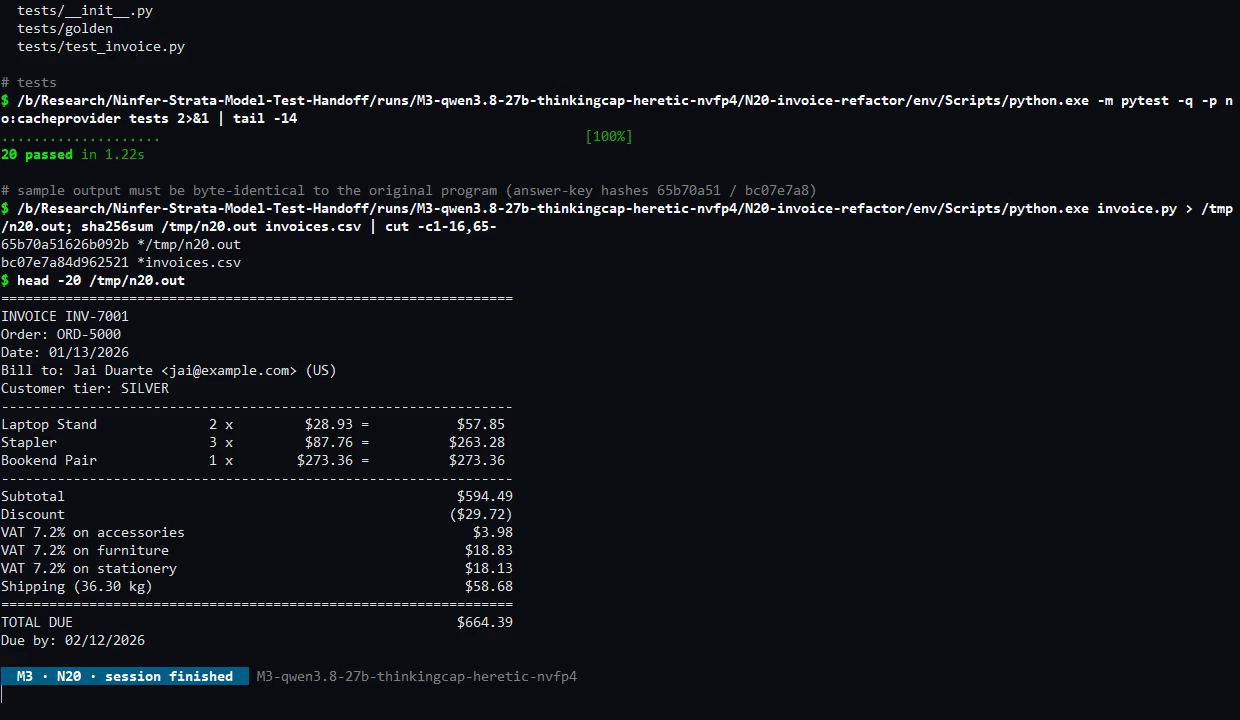 tests/__init__.py
tests/golden
tests/test_invoice.py
# tests
$ /b/Research/Ninfer-Strata-Model-Test-Handoff/runs/M3-qwen3.8-27b-thinkingcap-heretic-nvfp4/N20-invoice-refactor/env/Scripts/python.exe -m pytest -q -p n
o:cacheprovider tests 2>&1 | tail -14
.................... [100%]
20 passed in 1.22s
# sample output must be byte-identical to the original program (answer-key hashes 65b70a51 / bc07e7a8)
$ /b/Research/Ninfer-Strata-Model-Test-Handoff/runs/M3-qwen3.8-27b-thinkingcap-heretic-nvfp4/N20-invoice-refactor/env/Scripts/python.exe invoice.py > /tmp
/n20.out; sha256sum /tmp/n20.out invoices.csv | cut -c1-16,65-
65b70a51626b092b */tmp/n20.out
bc07e7a84d962521 *invoices.csv
$ head -20 /tmp/n20.out
================================================================
INVOICE INV-7001
Order: ORD-5000
Date: 01/13/2026
Bill to: Jai Duarte <jai@example.com> (US)
Customer tier: SILVER
----------------------------------------------------------------
Laptop Stand              2 x         $28.93 =           $57.85
Stapler                   3 x         $87.76 =          $263.28
Bookend Pair              1 x        $273.36 =          $273.36
----------------------------------------------------------------
Subtotal                                                 $594.49
Discount                                                ($29.72)
VAT 7.2% on accessories                                    $3.98
VAT 7.2% on furniture                                     $18.83
VAT 7.2% on stationery                                    $18.13
Shipping (36.30 kg)                                       $58.68
================================================================
TOTAL DUE                                                $664.39
Due by: 02/12/2026
M3 · N20 · session finished M3-qwen3.8-27b-thinkingcap-heretic-nvfp4